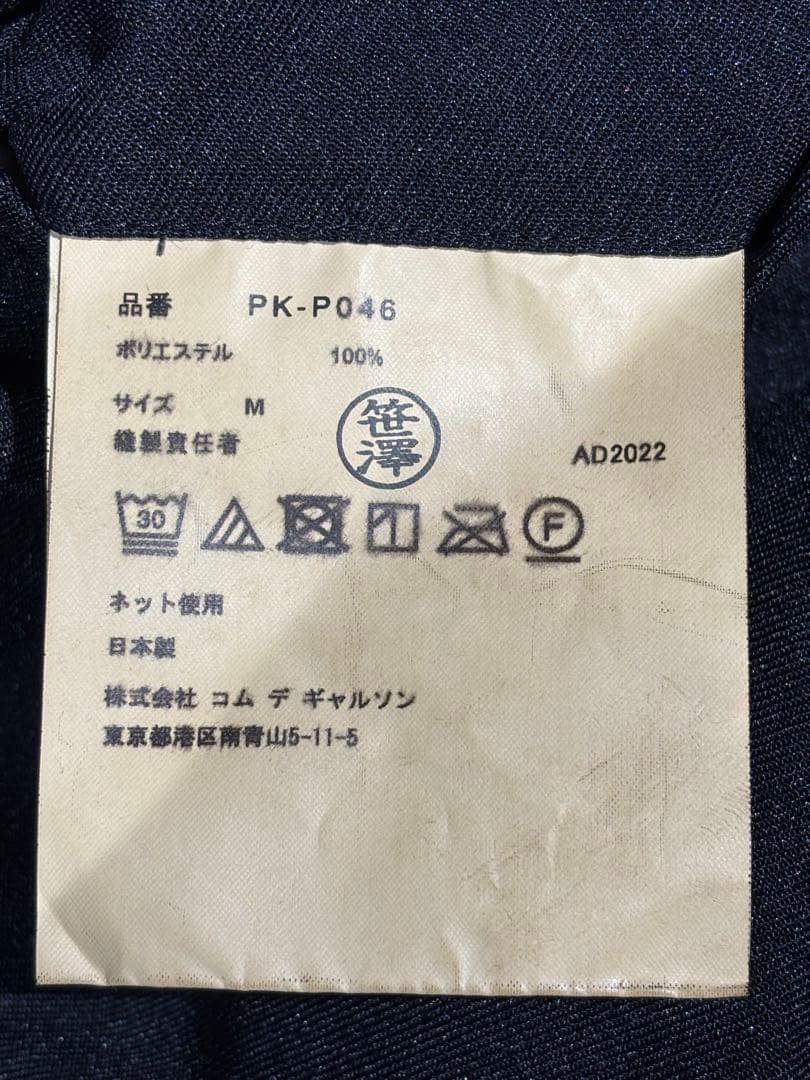 品番 PK-P046
ポリエステル 100%
サイズ M
縫製責任者
笹澤
AD2022
30
F
ネット使用
日本製
株式会社 コム デ ギャルソン
東京都港区南青山5-11-5